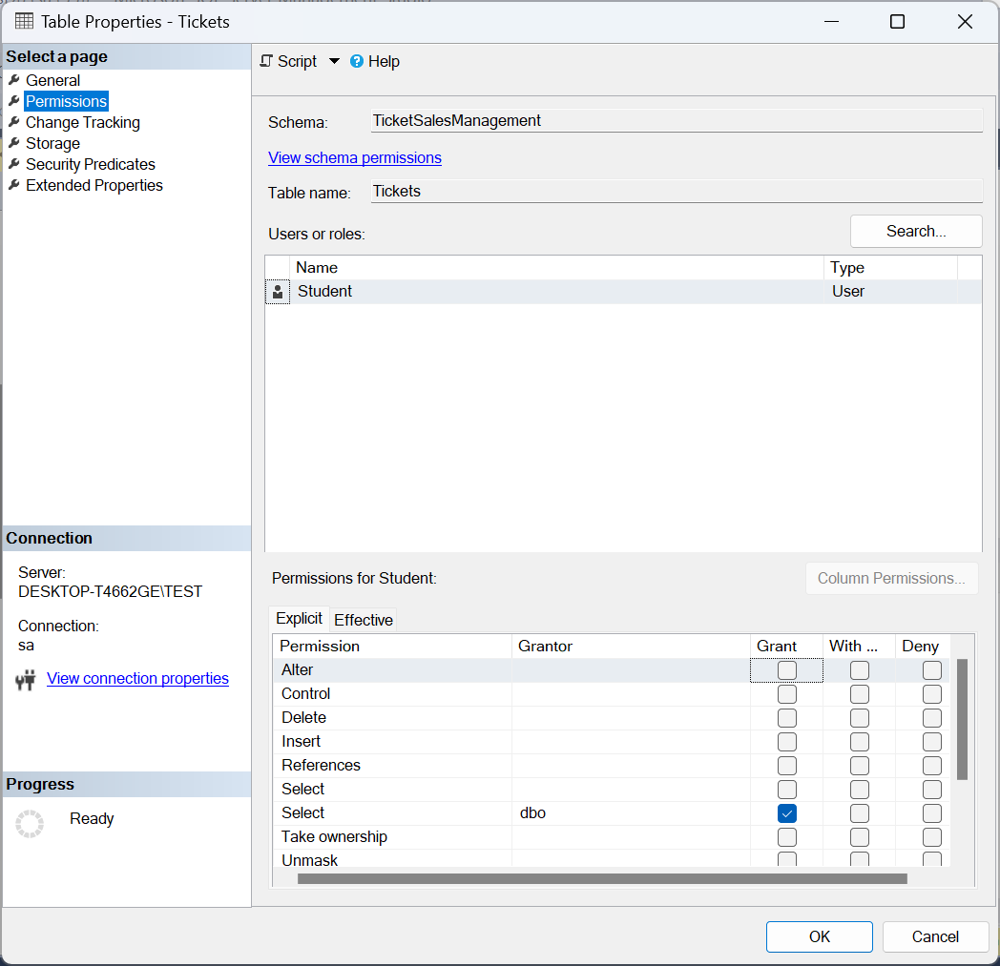 Table Properties - Tickets
Select a page
General
Permissions
Change Tracking
Storage
Security Predicates
Extended Properties
Script
Help
Schema:
TicketSalesManagement
View schema permissions
Table name:
Tickets
Users or roles:
Search...
Name Type
Student User
Connection
Server:
DESKTOP-T4662GE\TEST
Connection:
sa
View connection properties
Progress
Ready
Permissions for Student:
Column Permissions...
Explicit Effective
Permission Grantor Grant With ... Deny
Alter
Control
Delete
Insert
References
Select
Select dbo
Take ownership
Unmask
OK Cancel